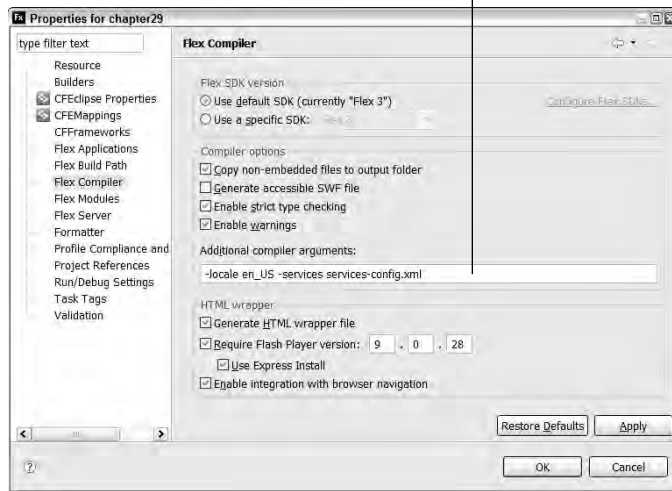 Properties for chapter29
type filter text
Resource
Builders
CFEclipse Properties
CFEMappings
CFFrameworks
Flex Applications
Flex Build Path
Flex Compiler
Flex Modules
Flex Server
Formatter
Profile Compliance and
Project References
Run/Debug Settings
Task Tags
Validation
Flex Compiler
Flex SDK version
Use default SDK (currently "Flex 3")
Configure Flex SDKs...
Use a specific SDK:
Compiler options
Copy non-embedded files to output folder
Generate accessible SWF file
Enable strict type checking
Enable warnings
Additional compiler arguments:
-locale en_US -services services-config.xml
HTML wrapper
Generate HTML wrapper file
Require Flash Player version: 9 . 0 . 28
Use Express Install
Enable integration with browser navigation
Restore Defaults
Apply
OK
Cancel